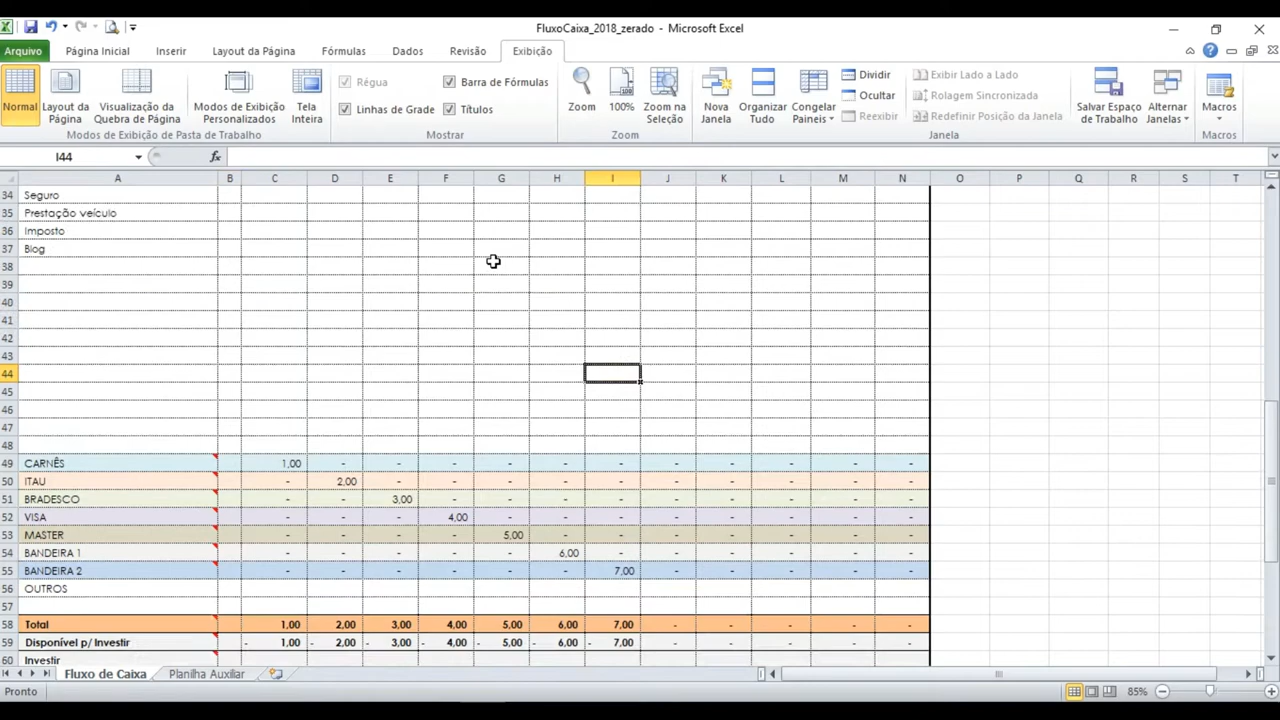 FluxoCaixa_2018_zerado - Microsoft Excel
Arquivo Página Inicial Inserir Layout da Página Fórmulas Dados Revisão Exibição
Normal
Layout da Página
Visualização da Quebra de Página
Modos de Exibição Personalizados
Tela Inteira
Modos de Exibição de Pasta de Trabalho
Régua
Barra de Fórmulas
Linhas de Grade
Títulos
Mostrar
Zoom
100%
Zoom na Seleção
Zoom
Nova Janela
Organizar Tudo
Congelar Painéis
Dividir
Ocultar
Reexibir
Exibir Lado a Lado
Rolagem Sincronizada
Redefinir Posição da Janela
Janela
Salvar Espaço de Trabalho
Alternar Janelas
Macros
Macros
I44 fx
A B C D E F G H I J K L M N O P Q R S T
34 Seguro
35 Prestação veículo
36 Imposto
37 Blog
38
39
40
41
42
43
44
45
46
47
48
49 CARNÊS 1,00 - - - - - - - - - - -
50 ITAU - 2,00 - - - - - - - - - -
51 BRADESCO - - 3,00 - - - - - - - - -
52 VISA - - - 4,00 - - - - - - - -
53 MASTER - - - - 5,00 - - - - - - -
54 BANDEIRA 1 - - - - - 6,00 - - - - - -
55 BANDEIRA 2 - - - - - - 7,00 - - - - -
56 OUTROS
57
58 Total 1,00 2,00 3,00 4,00 5,00 6,00 7,00 - - - - -
59 Disponível p/ Investir - 1,00 - 2,00 - 3,00 - 4,00 - 5,00 - 6,00 - 7,00 - - - - -
60 Investir
Fluxo de Caixa Planilha Auxiliar
Pronto 85%